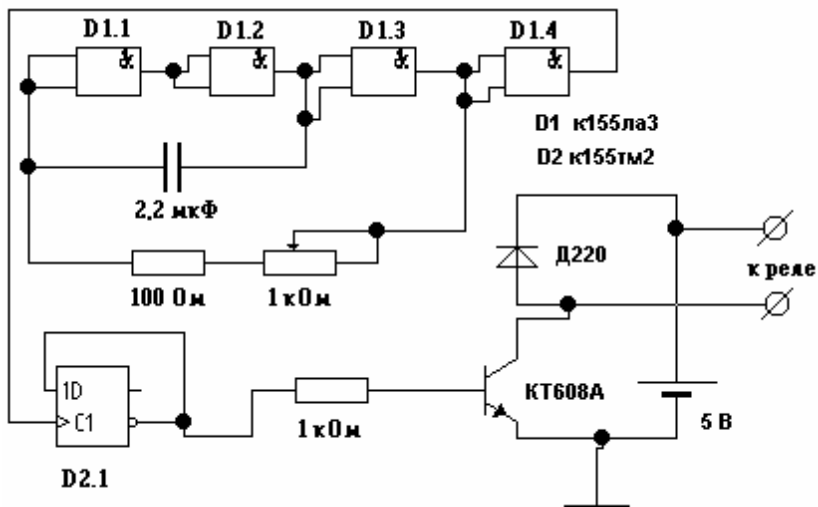 D1.1 D1.2 D1.3 D1.4
& & & &
D1 к155ла3
D2 к155тм2
2,2 мкФ
Д220
к реле
100 Ом 1 кОм
1D
C1
КТ608А
1 кОм
5 В
D2.1